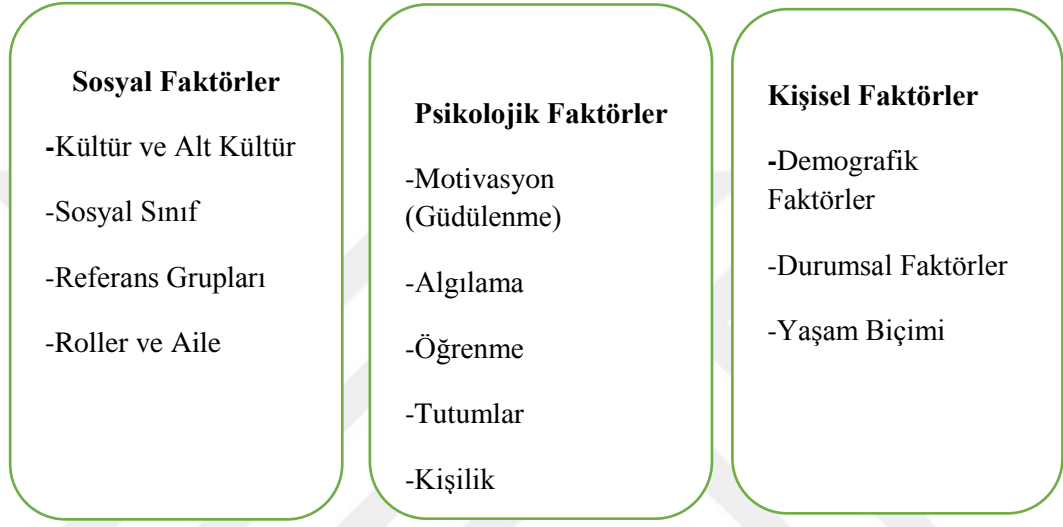 Sosyal Faktörler
-Kültür ve Alt Kültür
-Sosyal Sınıf
-Referans Grupları
-Roller ve Aile
Psikolojik Faktörler
-Motivasyon
(Güdülenme)
-Algılama
-Öğrenme
-Tutumlar
-Kişilik
Kişisel Faktörler
-Demografik
Faktörler
-Durumsal Faktörler
-Yaşam Biçimi